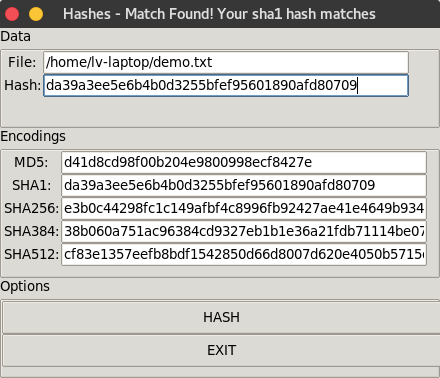 Hashes - Match Found! Your sha1 hash matches
Data
File: /home/lv-laptop/demo.txt
Hash: da39a3ee5e6b4b0d3255bfef95601890afd80709
Encodings
MD5: d41d8cd98f00b204e9800998ecf8427e
SHA1: da39a3ee5e6b4b0d3255bfef95601890afd80709
SHA256: e3b0c44298fc1c149afbf4c8996fb92427ae41e4649b934
SHA384: 38b060a751ac96384cd9327eb1b1e36a21fdb71114be07
SHA512: cf83e1357eefb8bdf1542850d66d8007d620e4050b5715
Options
HASH
EXIT